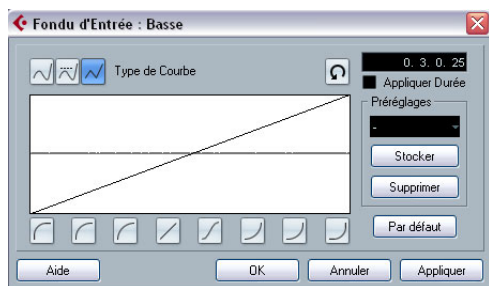 Fondu d'Entrée : Basse
Type de Courbe
0. 3. 0. 25
Appliquer Durée
Préréglages
-
Stocker
Supprimer
Par défaut
Aide
OK
Annuler
Appliquer